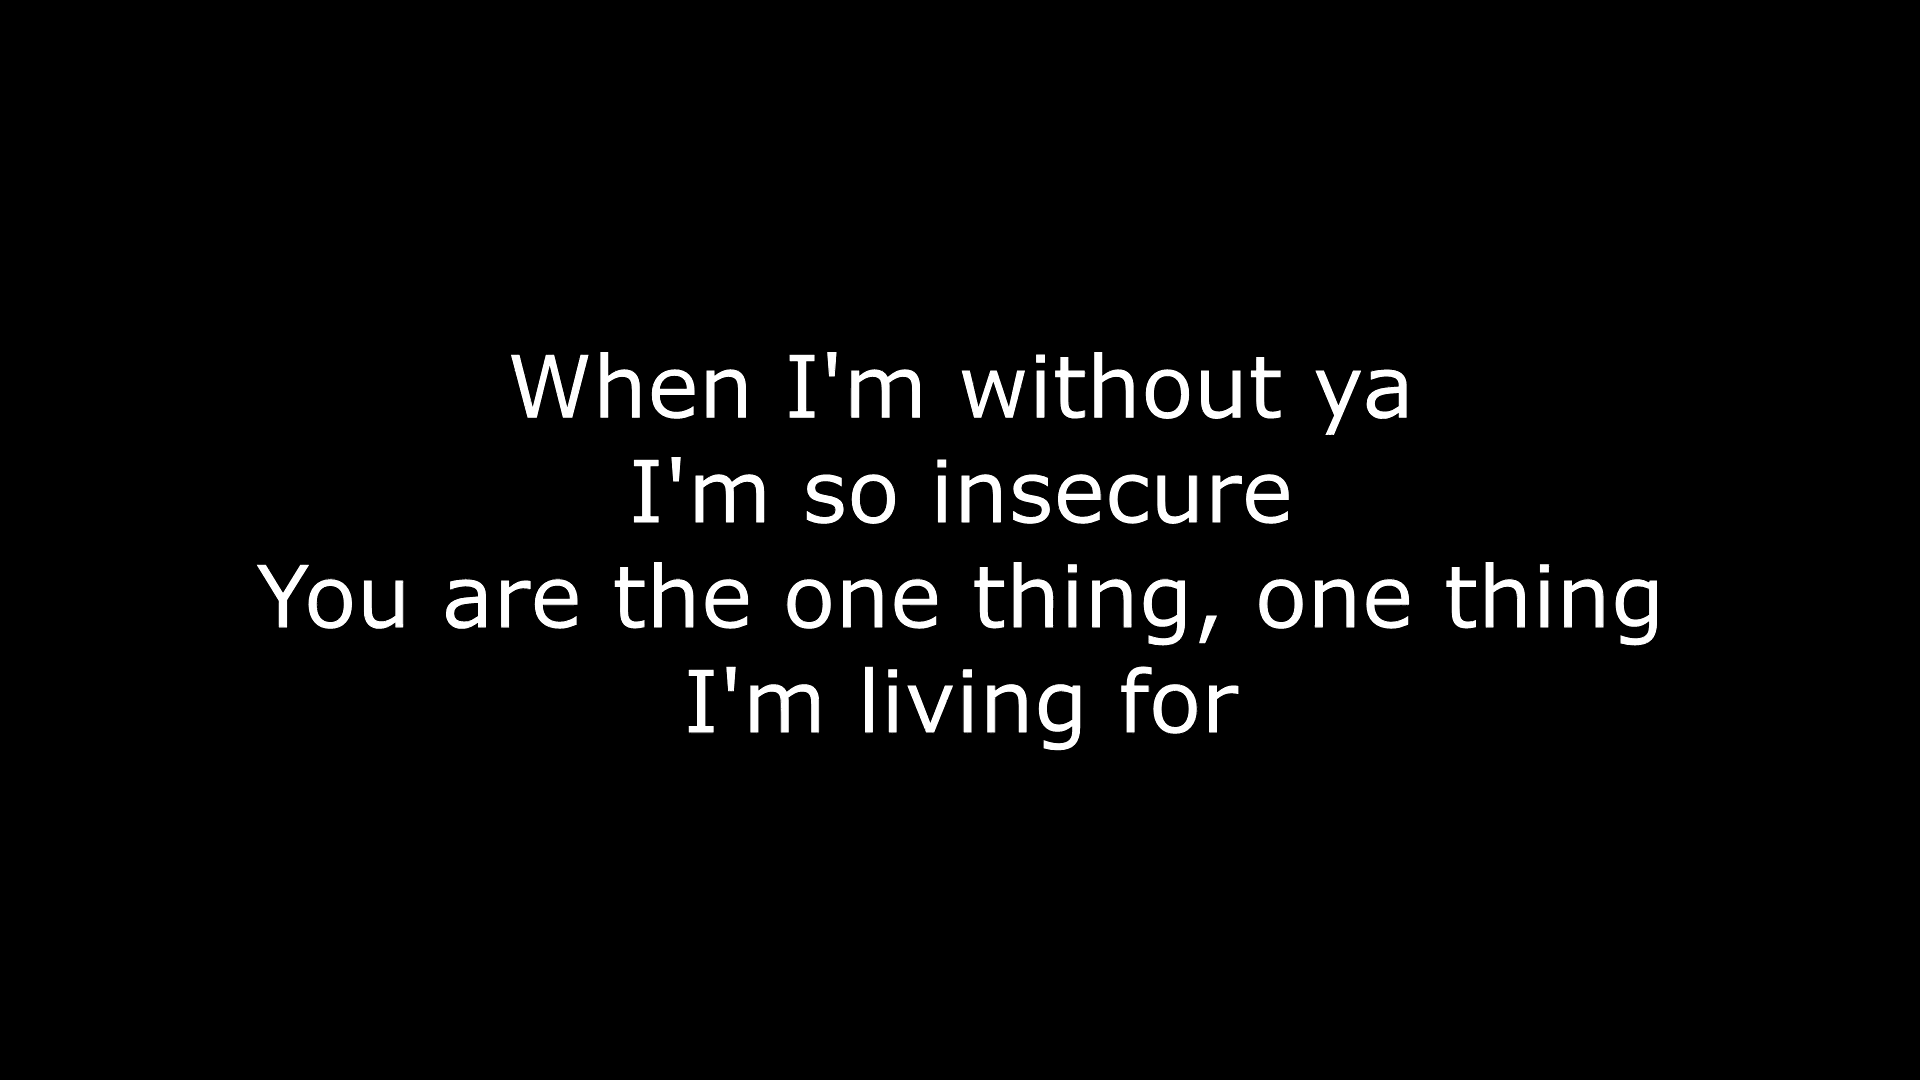 When I'm without ya
I'm so insecure
You are the one thing, one thing
I'm living for